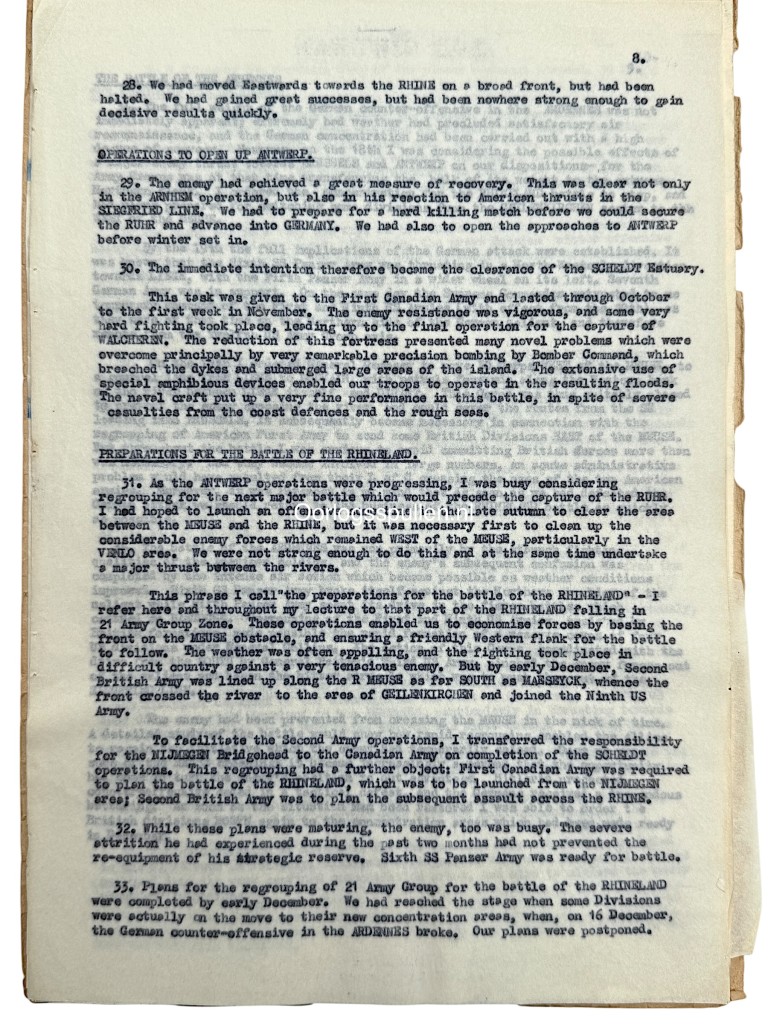 8.
28. We had moved Eastwards towards the RHINE on a broad front, but had been
halted. We had gained great successes, but had been nowhere strong enough to gain
decisive results quickly.
OPERATIONS TO OPEN UP ANTWERP.
29. The enemy had achieved a great measure of recovery. This was clear not only
in the ARNHEM operation, but also in his reaction to American thrusts in the
SIEGFRIED LINE. We had to prepare for a hard killing match before we could secure
the RUHR and advance into GERMANY. We had also to open the approaches to ANTWERP
before winter set in.
30. The immediate intention therefore became the clearance of the SCHELDT Estuary.
This task was given to the First Canadian Army and lasted through October
to the first week in November. The enemy resistance was vigorous, and some very
hard fighting took place, leading up to the final operation for the capture of
WALCHEREN. The reduction of this fortress presented many novel problems which were
overcome principally by very remarkable precision bombing by Bomber Command, which
breached the dykes and submerged large areas of the island. The extensive use of
special amphibious devices enabled our troops to operate in the resulting floods.
The naval craft put up a very fine performance in this battle, in spite of severe
casualties from the coast defences and the rough seas.
PREPARATIONS FOR THE BATTLE OF THE RHINELAND.
31. As the ANTWERP operations were progressing, I was busy considering
regrouping for the next major battle which would precede the capture of the RUHR.
I had hoped to launch an off late autumn to clear the area
Oorlogsspullen.nl
between the MEUSE and the RHINE, but it was necessary first to clean up the
considerable enemy forces which remained WEST of the MEUSE, particularly in the
VENLO area. We were not strong enough to do this and at the same time undertake
a major thrust between the rivers.
This phrase I call "the preparations for the battle of the RHINELAND" - I
refer here and throughout my lecture to that part of the RHINELAND falling in
21 Army Group Zone. These operations enabled us to economise forces by basing the
front on the MEUSE obstacle, and ensuring a friendly Western flank for the battle
to follow. The weather was often appalling, and the fighting took place in
difficult country against a very tenacious enemy. But by early December, Second
British Army was lined up along the R MEUSE as far SOUTH as MAESEYCK, whence the
front crossed the river to the area of GEILENKIRCHEN and joined the Ninth US
Army.
To facilitate the Second Army operations, I transferred the responsibility
for the NIJMEGEN Bridgehead to the Canadian Army on completion of the SCHELDT
operations. This regrouping had a further object: First Canadian Army was required
to plan the battle of the RHINELAND, which was to be launched from the NIJMEGEN
area; Second British Army was to plan the subsequent assault across the RHINE.
32. While these plans were maturing, the enemy, too was busy. The severe
attrition he had experienced during the past two months had not prevented the
re-equipment of his strategic reserve. Sixth SS Panzer Army was ready for battle.
33. Plans for the regrouping of 21 Army Group for the battle of the RHINELAND
were completed by early December. We had reached the stage when some Divisions
were actually on the move to their new concentration areas, when, on 16 December,
the German counter-offensive in the ARDENNES broke. Our plans were postponed.